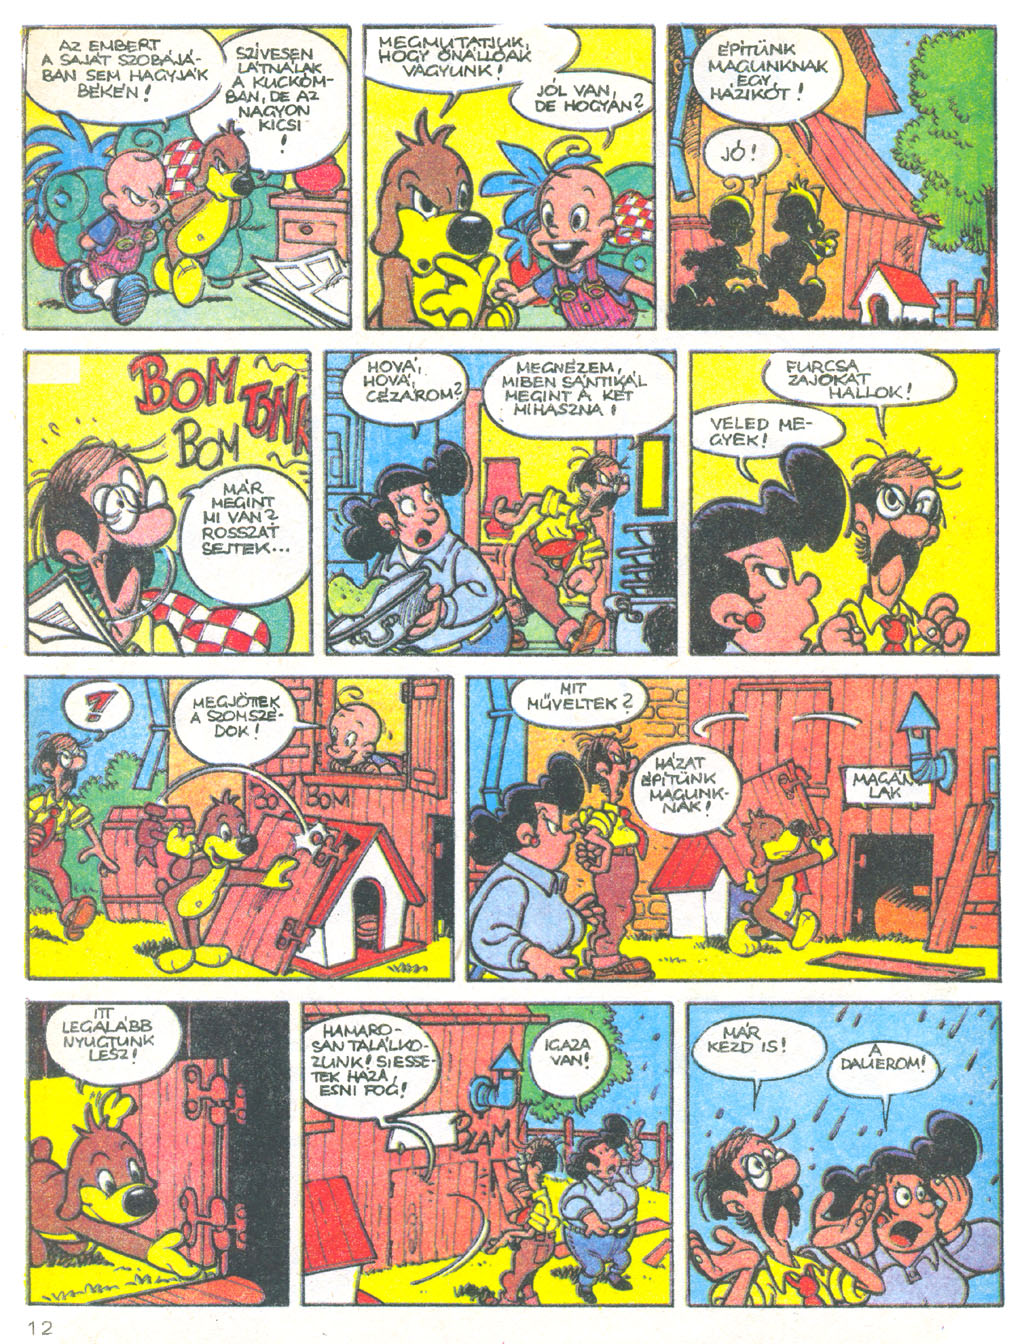 AZ EMBERT
A SAJÁT SZOBÁJÁ-
BAN SEM HAGYJÁK
BÉKÉN!
SZÍVESEN
LÁTNÁLAK
A KUCKÓM-
BAN, DE AZ
NAGYON
KICSI
!
MEGMUTATJUK,
HOGY ÖNÁLLÓAK
VAGYUNK!
JÓL VAN,
DE HOGYAN?
ÉPÍTÜNK
MAGUNKNAK
EGY
HÁZIKÓT!
JÓ!
BOM
TONK
BOM
MÁR
MEGINT
MI VAN?
ROSSZAT
SEJTEK...
HOVÁ,
HOVÁ,
CÉZÁROM?
MEGNÉZEM,
MIBEN SÁNTIKÁL
MEGINT A KÉT
MIHASZNA!
FURCSA
ZAJOKAT
HALLOK!
VELED ME-
GYEK!
?
MEGJÖTTEK
A SZOMSZÉ-
DOK!
BO
BOM
MIT
MŰVELTEK?
HÁZAT
ÉPÍTÜNK
MAGUNK-
NAK!
MAGÁN
LAK
ITT
LEGALÁBB
NYUGTUNK
LESZ!
HAMARO-
SAN TALÁLKO-
ZUNK! SIESSE-
TEK HAZA,
ESNI FOG!
IGAZA
VAN!
BLAM
MÁR
KEZD IS!
A
DAUEROM!
12